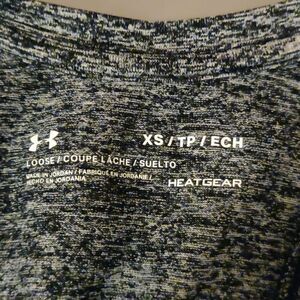 XS / TP / ECH
LOOSE / COUPE LÂCHE / SUELTO
MADE IN JORDAN / FABRIQUÉ EN JORDANIE /
HECHO EN JORDANIA
HEATGEAR